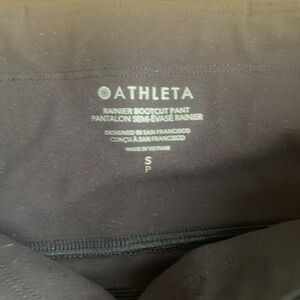 ATHLETA
RAINIER BOOTCUT PANT
PANTALON SEMI-ÉVASÉ RAINIER
DESIGNED IN SAN FRANCISCO
CONÇU À SAN FRANCISCO
MADE IN VIETNAM
S
P